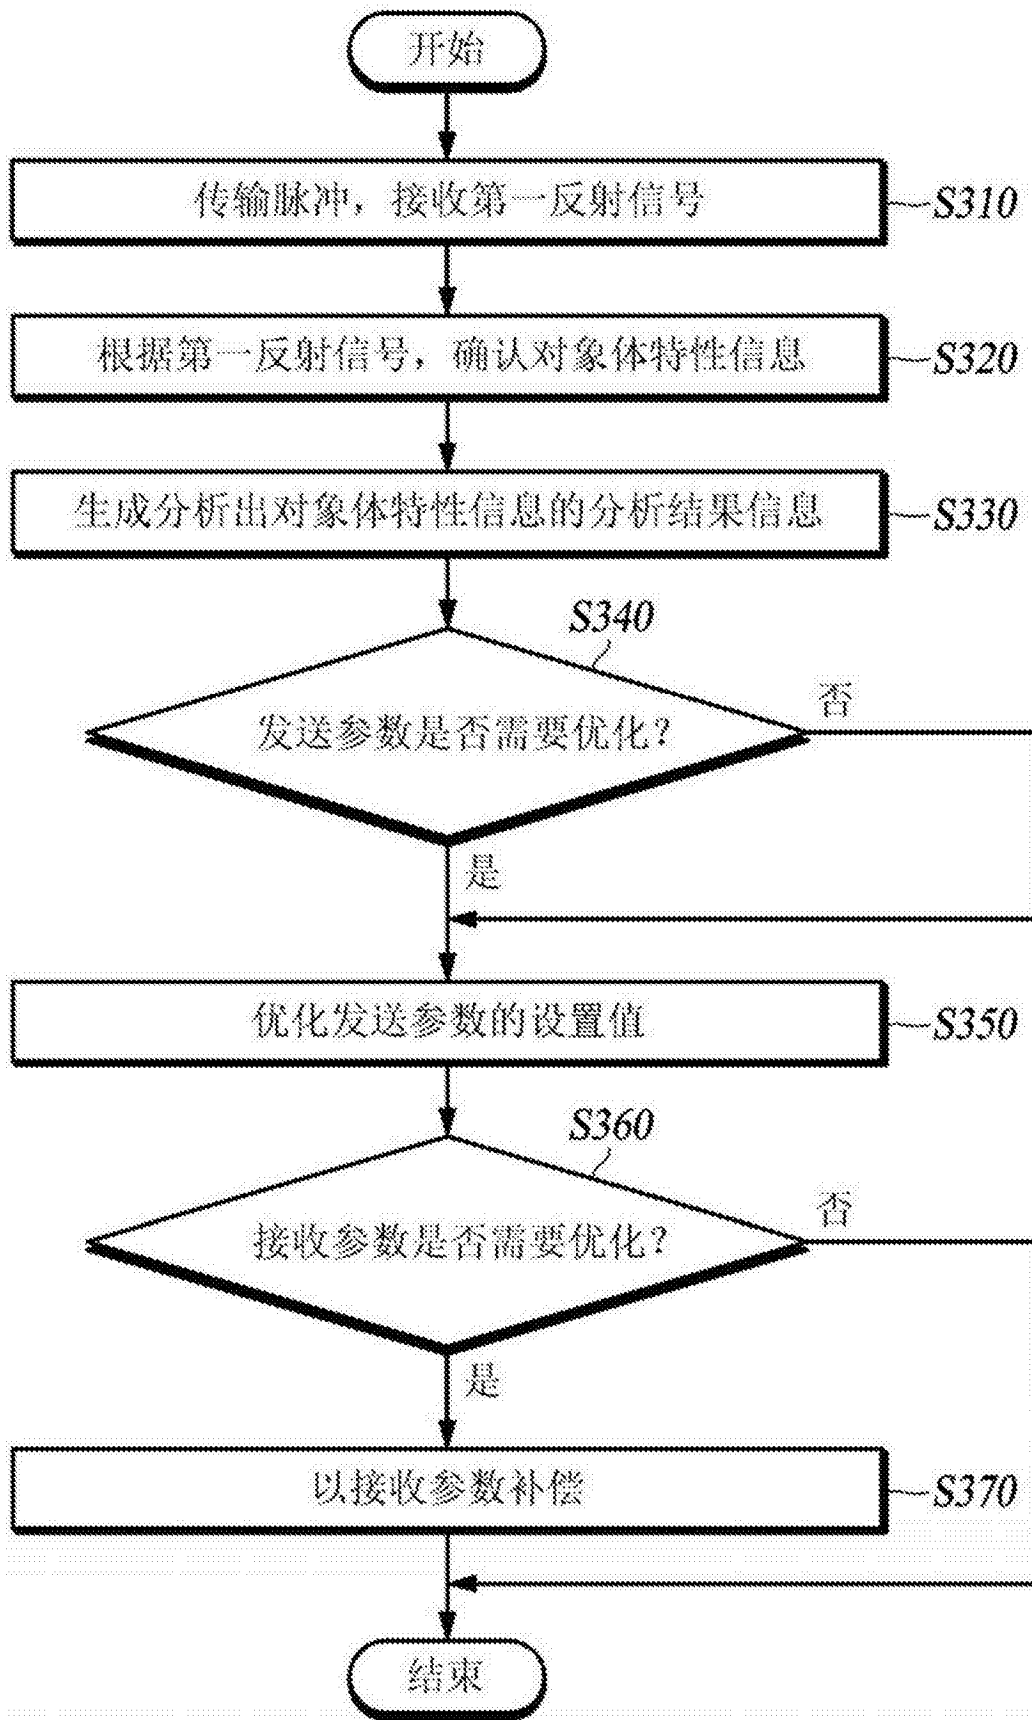 开始
传输脉冲，接收第一反射信号
S310
根据第一反射信号，确认对象体特性信息
S320
生成分析出对象体特性信息的分析结果信息
S330
S340
发送参数是否需要优化？
否
是
优化发送参数的设置值
S350
S360
接收参数是否需要优化？
否
是
以接收参数补偿
S370
结束